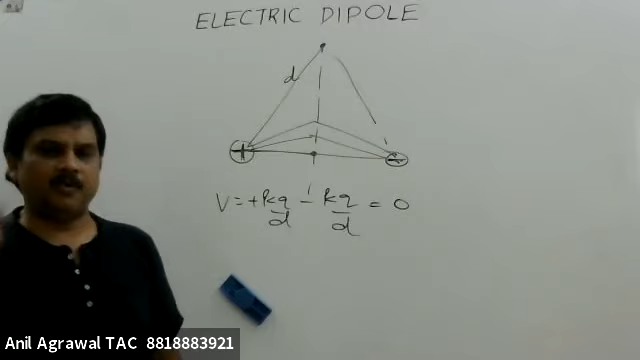 ELECTRIC DIPOLE
d
+
-
V = + kq/d - kq/d = 0
Anil Agrawal TAC 8818883921